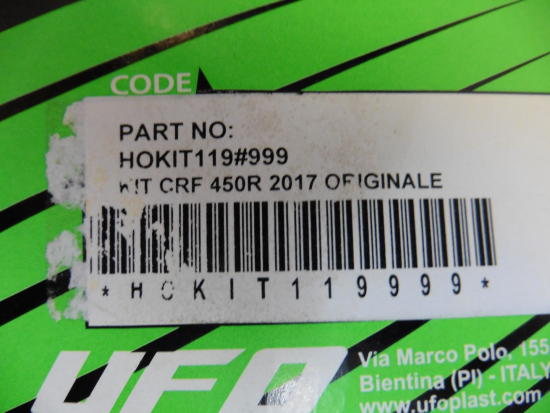 CODE
PART NO:
HOKIT119#999
KIT CRF 450R 2017 ORIGINALE
*HOKIT119999*
UFO
Via Marco Polo, 155
Bientina (PI) - ITALY
www.ufoplast.com